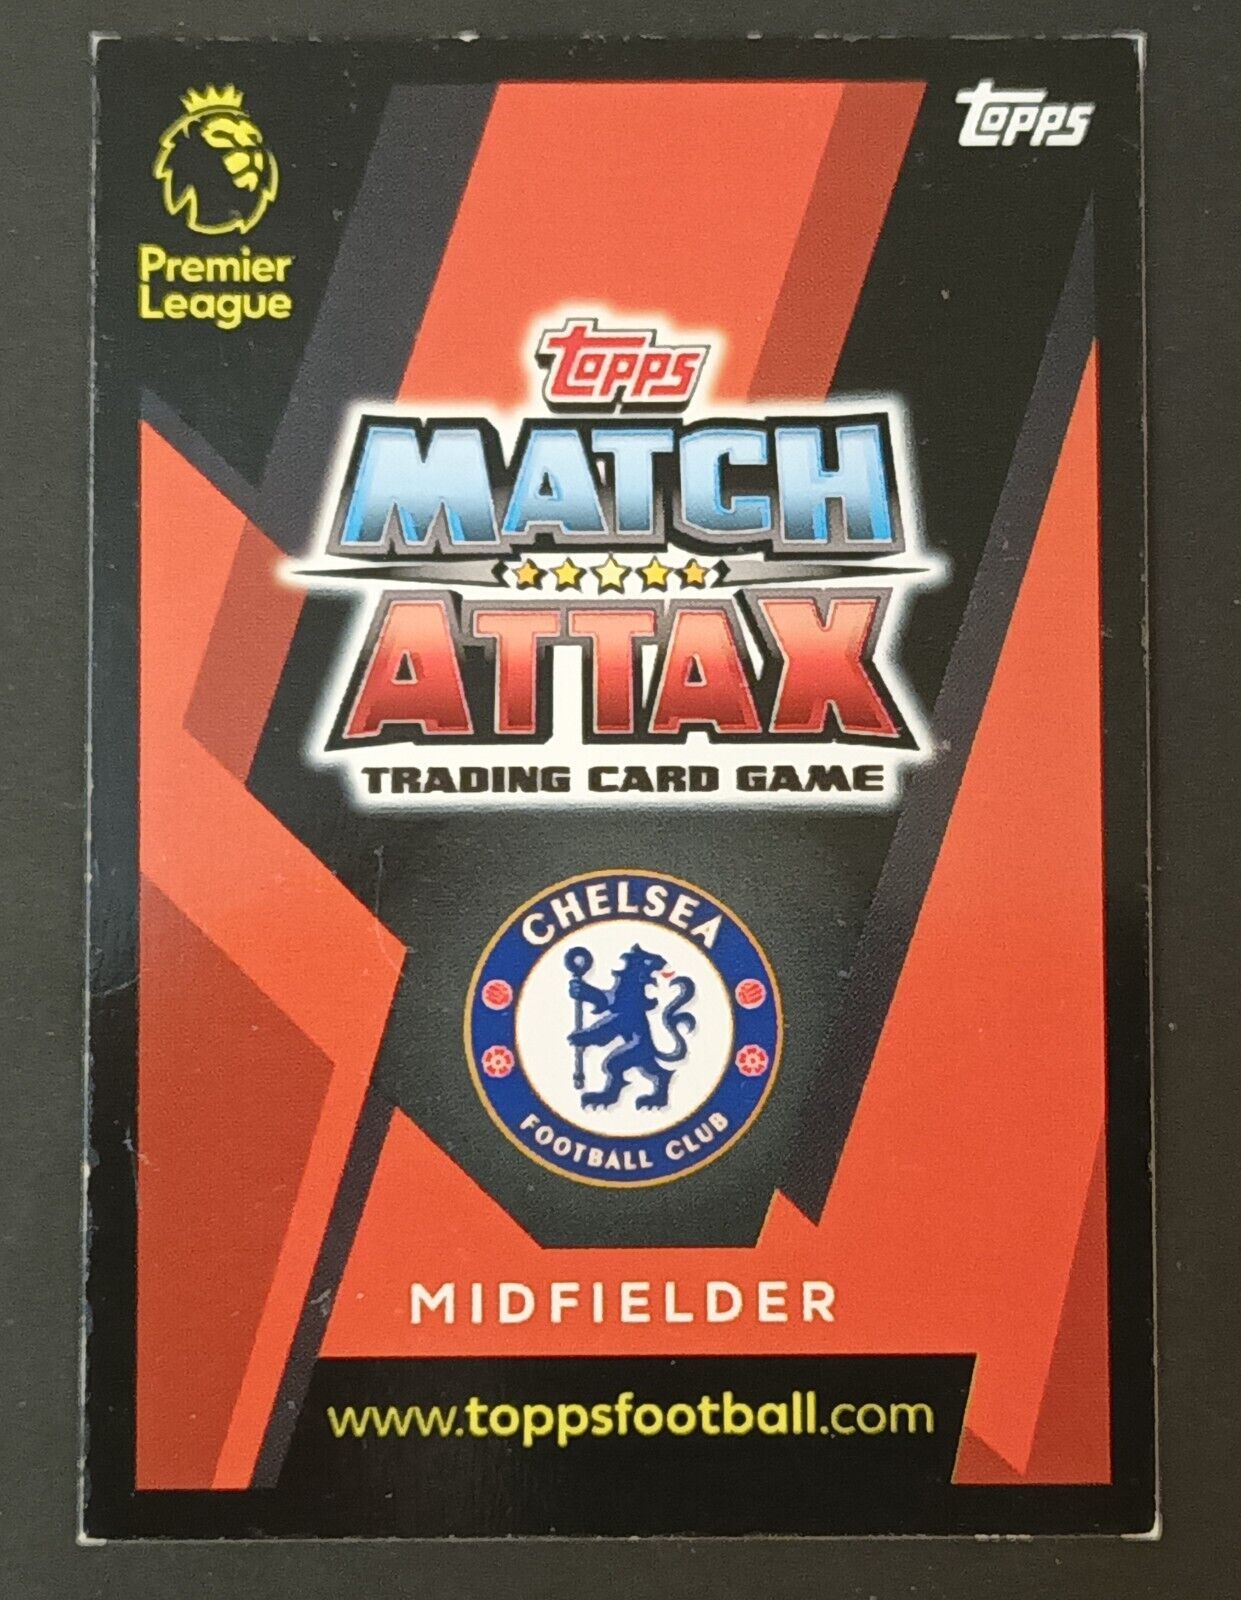 Premier
League
TOPPS
TOPPS
MATCH
ATTAX
TRADING CARD GAME
CHELSEA
FOOTBALL CLUB
MIDFIELDER
www.toppsfootball.com